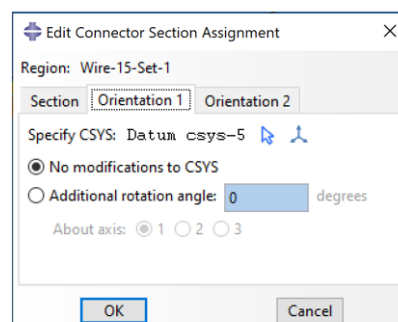 Edit Connector Section Assignment
Region: Wire-15-Set-1
Section Orientation 1 Orientation 2
Specify CSYS: Datum csys-5
No modifications to CSYS
Additional rotation angle: 0 degrees
About axis: 1 2 3
OK Cancel